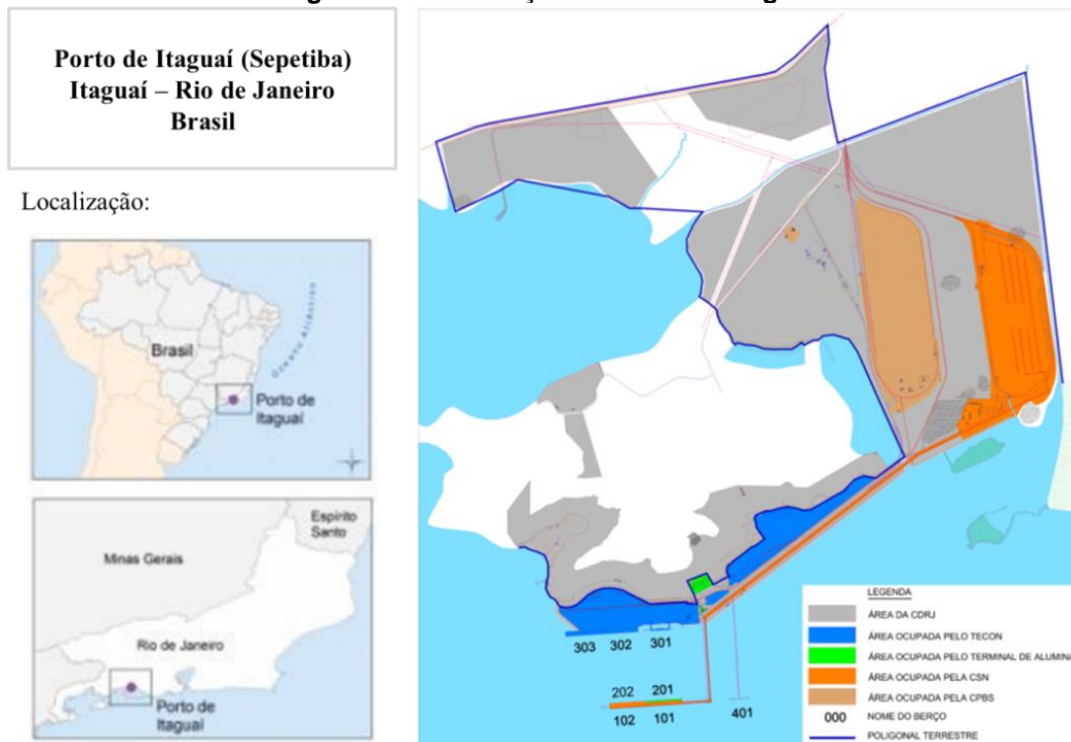 Porto de Itaguaí (Sepetiba)
Itaguaí – Rio de Janeiro
Brasil
Localização:
Brasil
Oceano Atlântico
Porto de
Itaguaí
Espírito
Santo
Minas Gerais
Rio de Janeiro
Porto de
Itaguaí
303 302 301
202 201
102 101
401
LEGENDA
ÁREA DA CDRJ
ÁREA OCUPADA PELO TECON
ÁREA OCUPADA PELO TERMINAL DE ALUMINA
ÁREA OCUPADA PELA CSN
ÁREA OCUPADA PELA CPBS
000 NOME DO BERÇO
POLIGONAL TERRESTRE